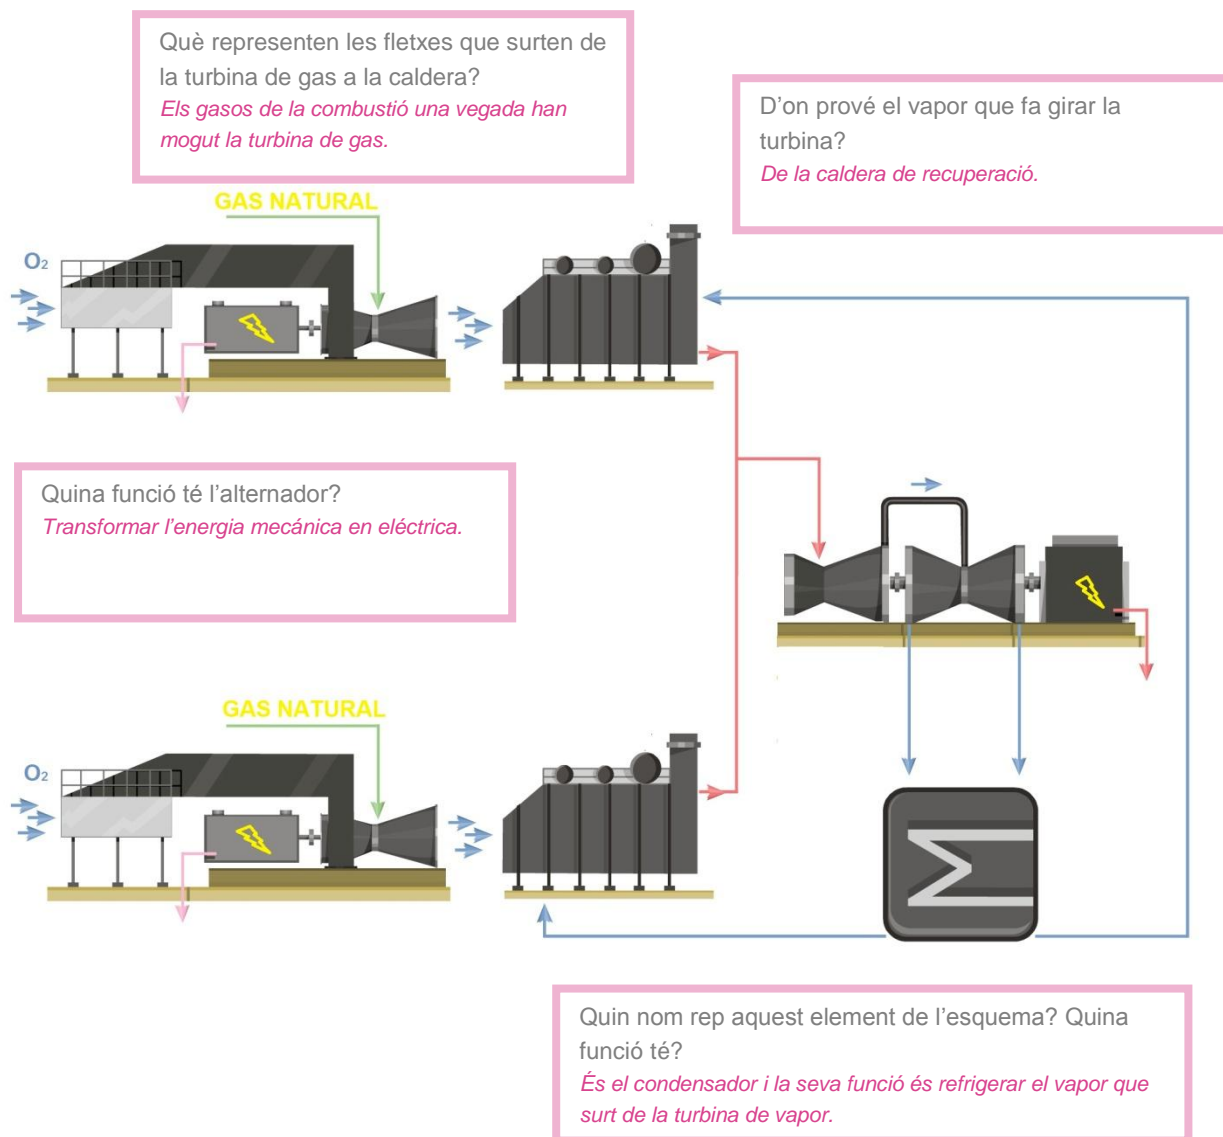 Què representen les fletxes que surten de
la turbina de gas a la caldera?
Els gasos de la combustió una vegada han
mogut la turbina de gas.
D’on prové el vapor que fa girar la
turbina?
De la caldera de recuperació.
GAS NATURAL
O₂
Quina funció té l’alternador?
Transformar l’energia mecánica en eléctrica.
GAS NATURAL
O₂
Quin nom rep aquest element de l’esquema? Quina
funció té?
És el condensador i la seva funció és refrigerar el vapor que
surt de la turbina de vapor.